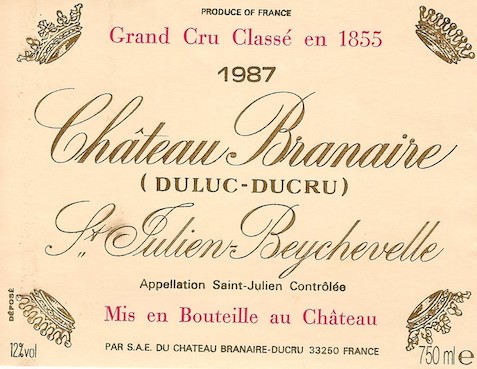 PRODUCE OF FRANCE
Grand Cru Classé en 1855
1987
Château Branaire
(DULUC-DUCRU)
St Julien-Beychevelle
Appellation Saint-Julien Contrôlée
Mis en Bouteille au Château
DÉPOSÉ
12%vol
PAR S.A.E. DU CHATEAU BRANAIRE-DUCRU 33250 FRANCE
750 ml e